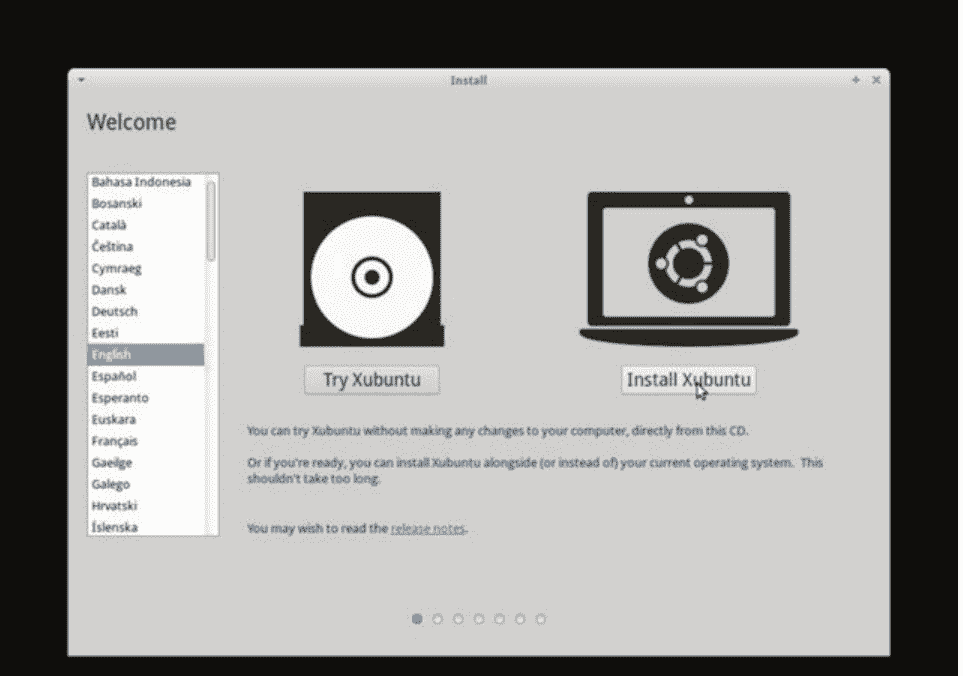 Install
Welcome
Bahasa Indonesia
Bosanski
Català
Čeština
Cymraeg
Dansk
Deutsch
Eesti
English
Español
Esperanto
Euskara
Français
Gaeilge
Galego
Hrvatski
Íslenska
Try Xubuntu
Install Xubuntu
You can try Xubuntu without making any changes to your computer, directly from this CD.
Or if you're ready, you can install Xubuntu alongside (or instead of) your current operating system. This
shouldn't take too long.
You may wish to read the release notes.